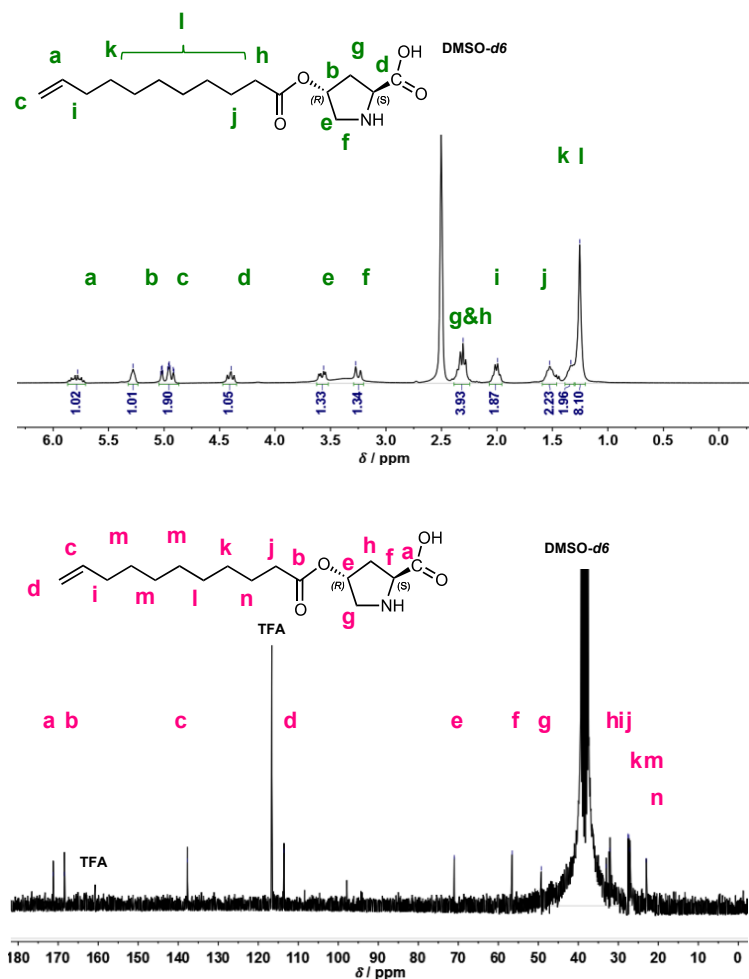 l
k
h
a
g
OH
DMSO-d6
O
b
d
C
O
(R)
(S)
c
i
O
j
e
NH
f
k l
a b c d e f i j
g&h
1.02 1.01 1.90 1.05 1.33 1.34 3.93 1.87 2.23 1.96 8.10
6.0 5.5 5.0 4.5 4.0 3.5 3.0 2.5 2.0 1.5 1.0 0.5 0.0
δ / ppm
m m
c k j h
OH
DMSO-d6
b O e f a C
O
d
(R) (S)
i m l n O NH
g
TFA
a b c d e f g hij
k m
n
TFA
180 170 160 150 140 130 120 110 100 90 80 70 60 50 40 30 20 10 0
δ / ppm